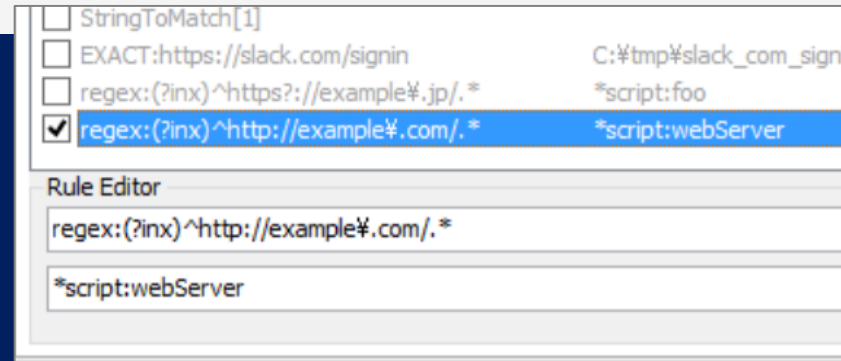 StringToMatch[1]
EXACT:https://slack.com/signin C:¥tmp¥slack_com_sign
regex:(?inx)^https?://example¥.jp/.* *script:foo
regex:(?inx)^http://example¥.com/.* *script:webServer
Rule Editor
regex:(?inx)^http://example¥.com/.*
*script:webServer